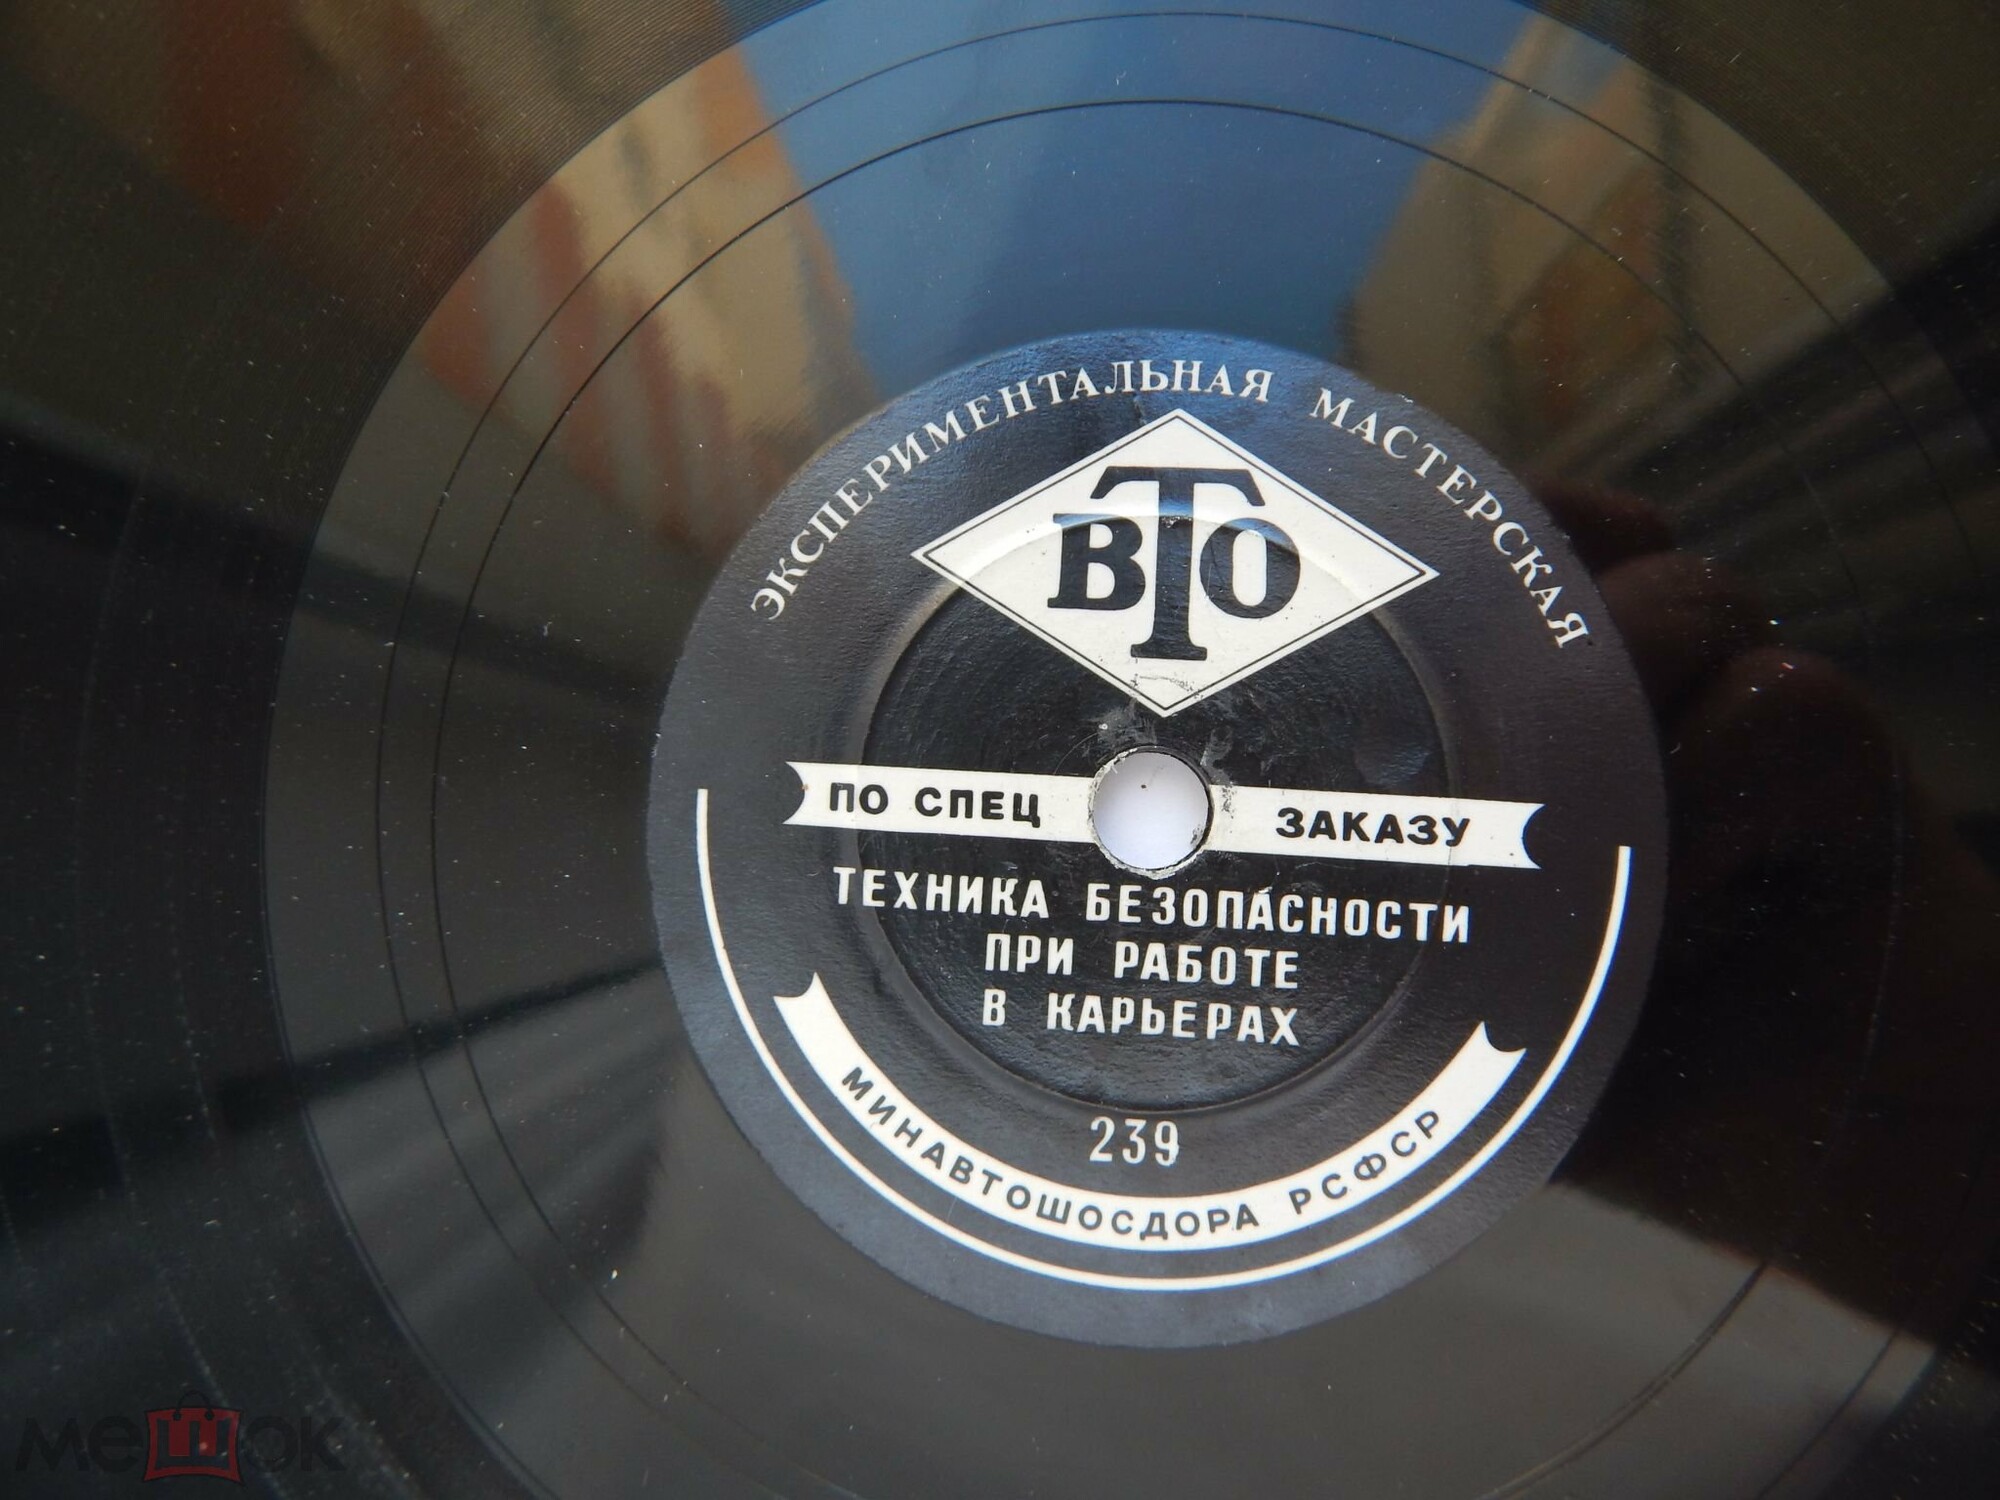 ЭКСПЕРИМЕНТАЛЬНАЯ МАСТЕРСКАЯ
ВТО
ПО СПЕЦ ЗАКАЗУ
ТЕХНИКА БЕЗОПАСНОСТИ
ПРИ РАБОТЕ
В КАРЬЕРАХ
239
МИНАВТОШОСДОРА РСФСР
мешок